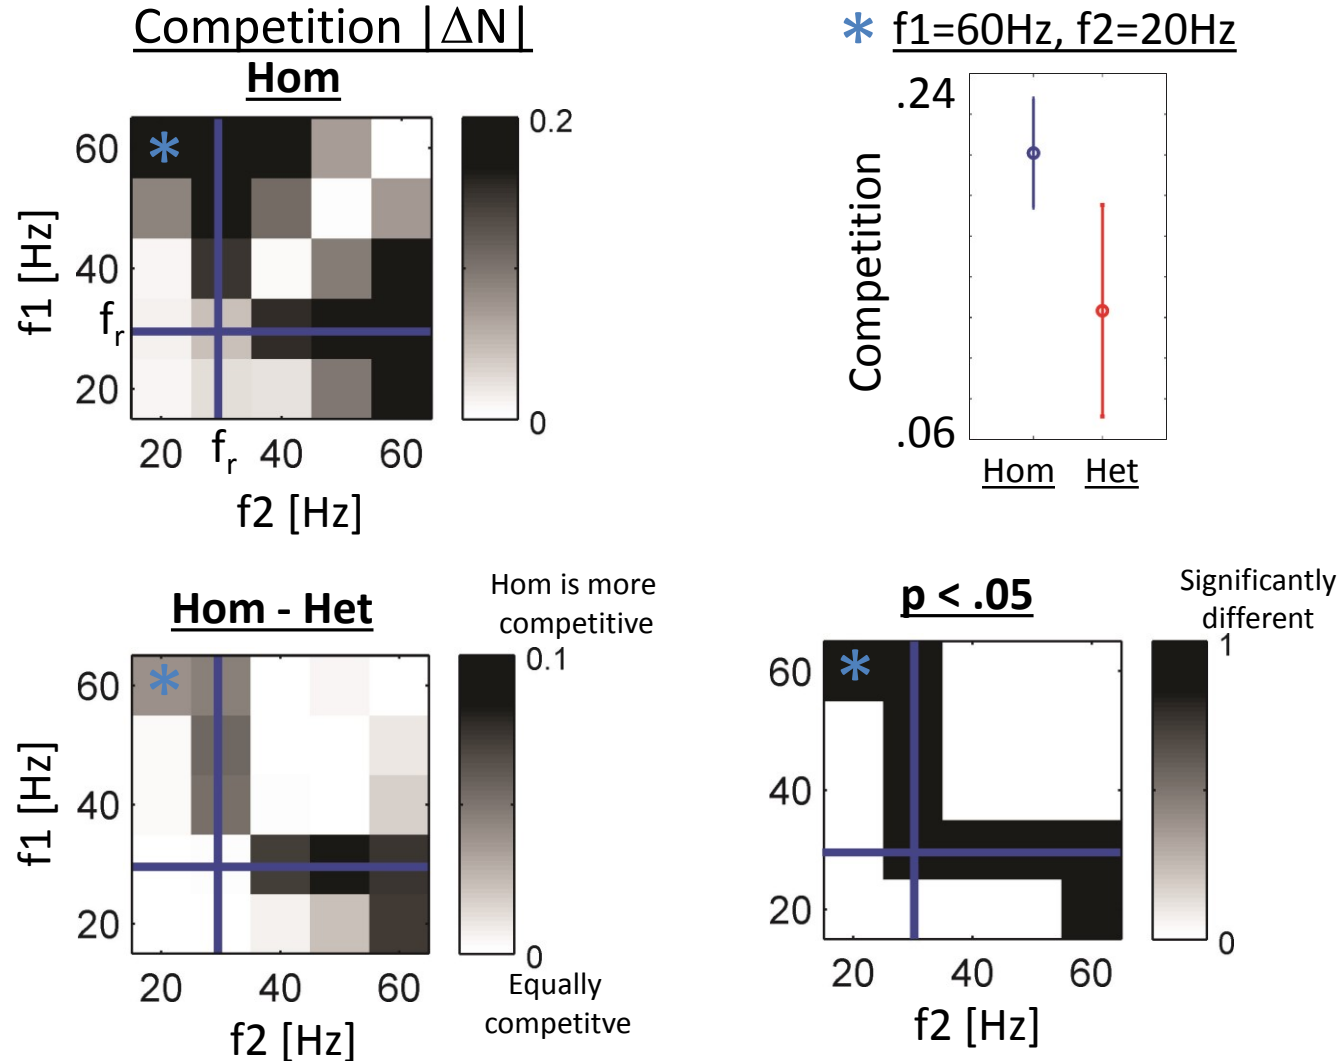 Competition |ΔN|
Hom
60
40
fr
20
f1 [Hz]
20 fr 40 60
f2 [Hz]
0.2
0
* f1=60Hz, f2=20Hz
.24
.06
Competition
Hom Het
Hom - Het
Hom is more
competitive
60
40
20
f1 [Hz]
20 40 60
f2 [Hz]
0.1
0
Equally
competitve
p < .05
Significantly
different
60
40
20
20 40 60
f2 [Hz]
1
0